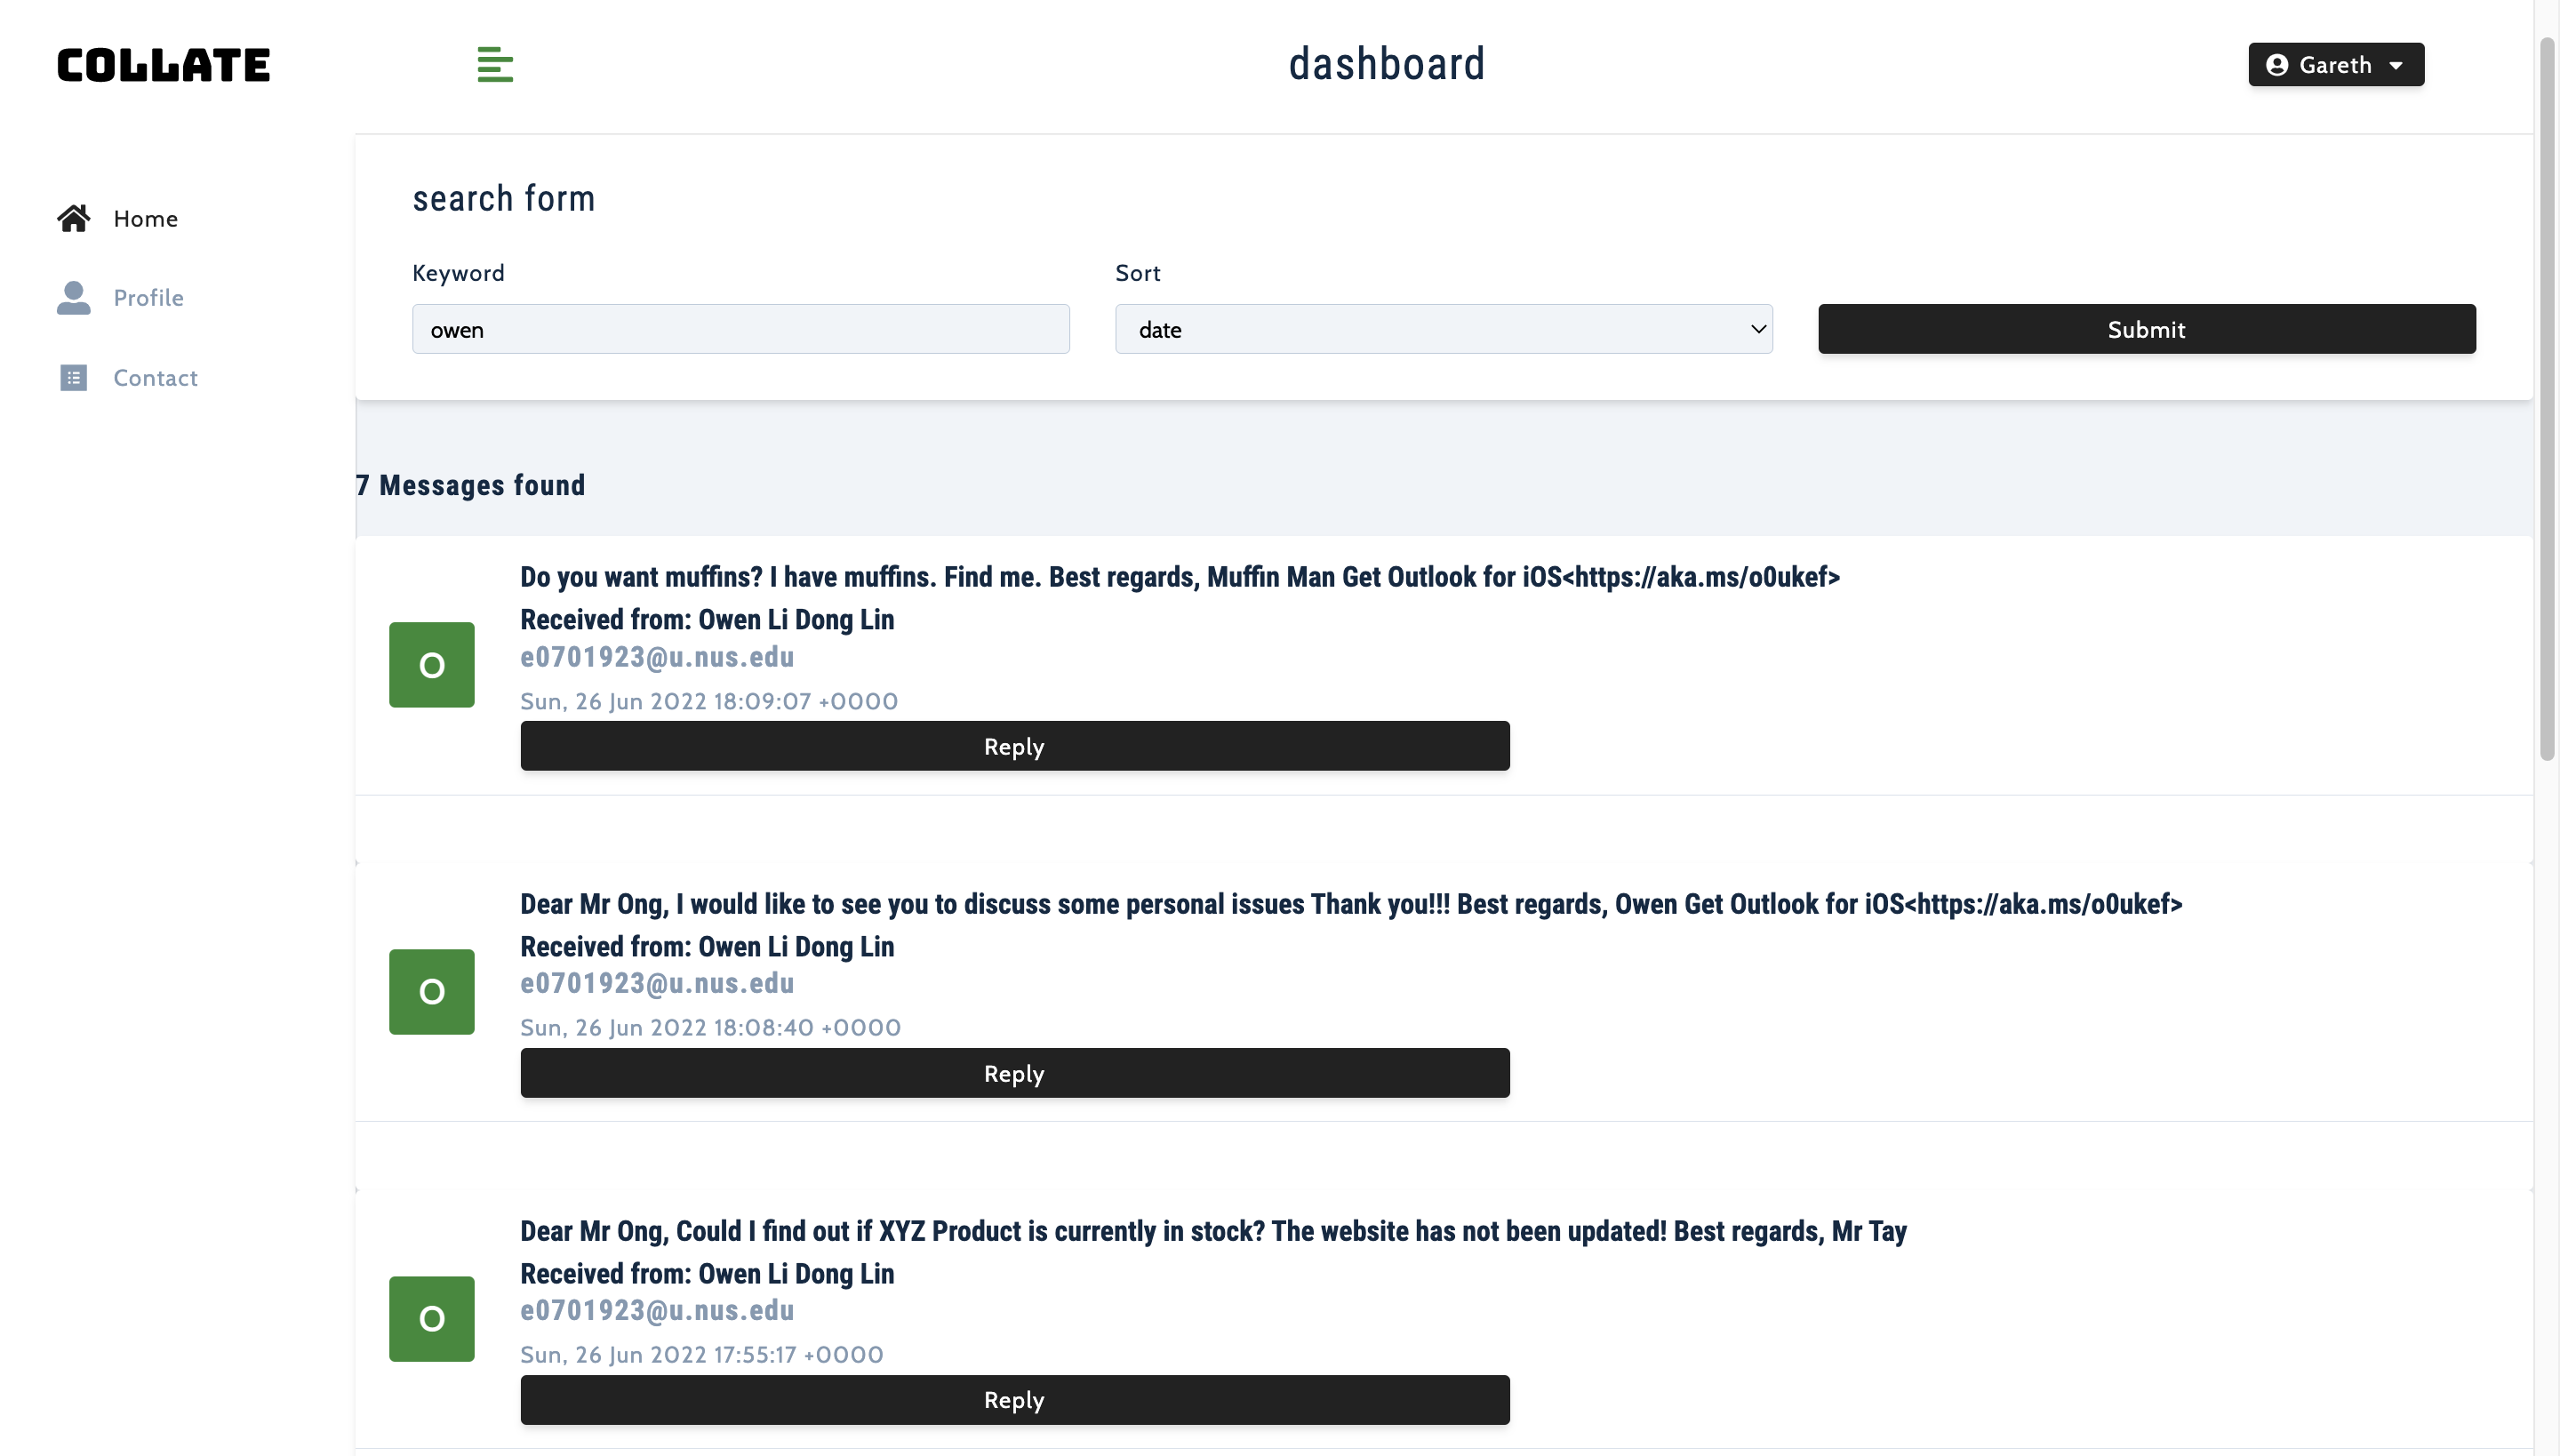 COLLATE
dashboard
Gareth
Home
Profile
Contact
search form
Keyword
Sort
owen
date
Submit
7 Messages found
Do you want muffins? I have muffins. Find me. Best regards, Muffin Man Get Outlook for iOS<https://aka.ms/o0ukef>
Received from: Owen Li Dong Lin
e0701923@u.nus.edu
O
Sun, 26 Jun 2022 18:09:07 +0000
Reply
Dear Mr Ong, I would like to see you to discuss some personal issues Thank you!!! Best regards, Owen Get Outlook for iOS<https://aka.ms/o0ukef>
Received from: Owen Li Dong Lin
e0701923@u.nus.edu
O
Sun, 26 Jun 2022 18:08:40 +0000
Reply
Dear Mr Ong, Could I find out if XYZ Product is currently in stock? The website has not been updated! Best regards, Mr Tay
Received from: Owen Li Dong Lin
e0701923@u.nus.edu
O
Sun, 26 Jun 2022 17:55:17 +0000
Reply